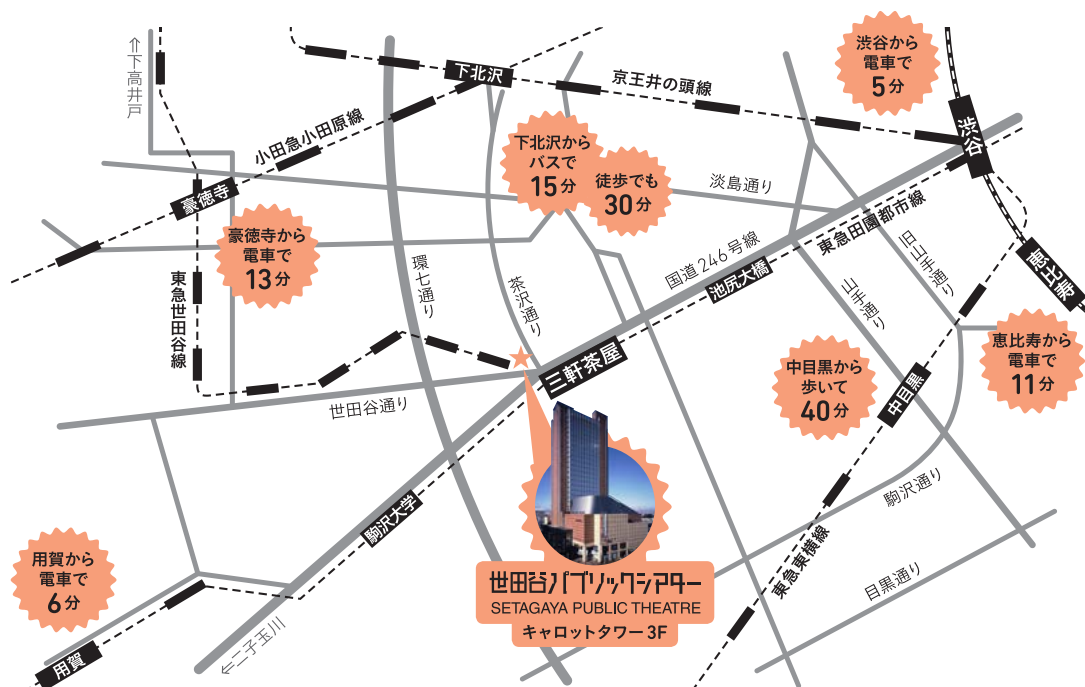 ⇐下高井戸
下北沢
京王井の頭線
渋谷から
電車で
5分
渋谷
小田急小田原線
下北沢から
バスで
15分
徒歩でも
30分
淡島通り
豪徳寺
豪徳寺から
電車で
13分
東急田園都市線
旧山手通り
恵比寿
国道246号線
池尻大橋
山手通り
環七通り
茶沢通り
東急世田谷線
三軒茶屋
恵比寿から
電車で
11分
中目黒から
歩いて
40分
中目黒
世田谷通り
駒沢大学
駒沢通り
用賀から
電車で
6分
東急東横線
目黒通り
世田谷パブリックシアター
SETAGAYA PUBLIC THEATRE
キャロットタワー3F
←二子玉川
用賀